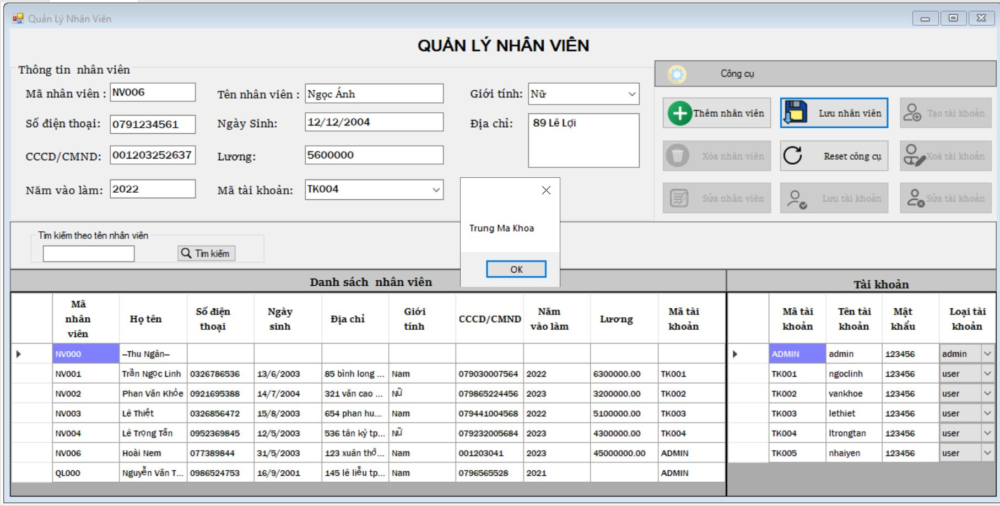 Quản Lý Nhân Viên
QUẢN LÝ NHÂN VIÊN
Thông tin nhân viên
Mã nhân viên : NV006 Tên nhân viên : Ngọc Ánh Giới tính: Nữ
Số điện thoại: 0791234561 Ngày Sinh: 12/12/2004 Địa chỉ: 89 Lê Lợi
CCCD/CMND: 001203252637 Lương: 5600000
Năm vào làm: 2022 Mã tài khoản: TK004
Công cụ
Thêm nhân viên Lưu nhân viên Tạo tài khoản
Xóa nhân viên Reset công cụ Xoá tài khoản
Sửa nhân viên Lưu tài khoản Sửa tài khoản
Trung Ma Khoa
OK
Tìm kiếm theo tên nhân viên
Tìm kiếm
Danh sách nhân viên
Mã nhân viên Họ tên Số điện thoại Ngày sinh Địa chỉ Giới tính CCCD/CMND Năm vào làm Lương Mã tài khoản
NV000 –Thu Ngân–
NV001 Trần Ngọc Linh 0326786536 13/6/2003 85 bình long ... Nam 079030007564 2022 6300000.00 TK001
NV002 Phan Văn Khỏe 0921695388 14/7/2004 321 văn cao ... Nữ 079865224456 2023 3200000.00 TK002
NV003 Lê Thiệt 0326856472 15/8/2003 654 phan hu... Nam 079441004568 2022 5100000.00 TK003
NV004 Lê Trọng Tấn 0952369845 12/5/2003 536 tân kỳ tp... Nữ 079232005684 2023 4300000.00 TK004
NV006 Hoài Nem 077389844 31/5/2003 123 xuân thớ... Nam 001203041 2023 45000000.00 ADMIN
QL000 Nguyễn Văn T... 0986524753 16/9/2001 145 lê liễu tp... Nam 0796565528 2021 ADMIN
Tài khoản
Mã tài khoản Tên tài khoản Mật khẩu Loại tài khoản
ADMIN admin 123456 admin
TK001 ngoclinh 123456 user
TK002 vankhoe 123456 user
TK003 lethiet 123456 user
TK004 ltrongtan 123456 user
TK005 nhaiyen 123456 user